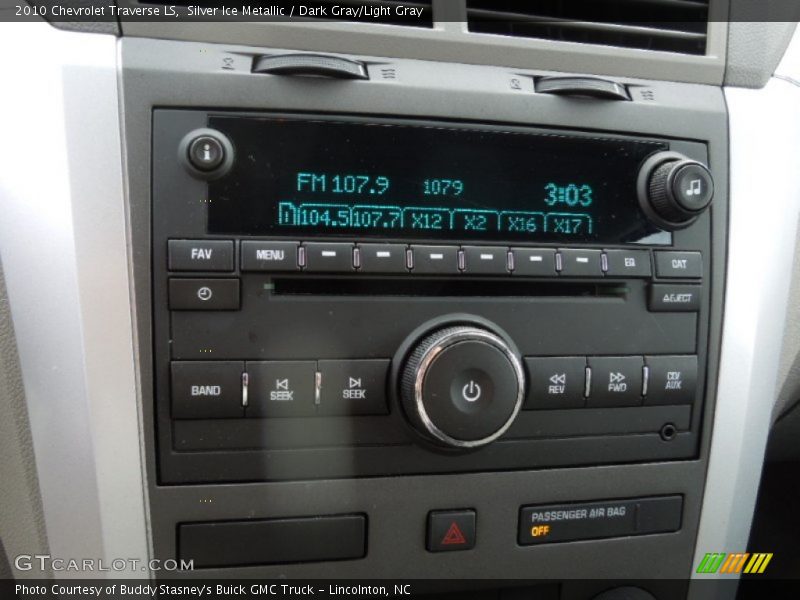 2010 Chevrolet Traverse LS,  Silver Ice Metallic / Dark Gray/Light Gray
FM 107.9 1079 3:03
104.5 107.7 X12 X2 X16 X17
FAV MENU EQ CAT
EJECT
BAND SEEK SEEK REV FWD CD/AUX
PASSENGER AIR BAG
OFF
GTCARLOT.COM
Photo Courtesy of Buddy Stasney's Buick GMC Truck - Lincolnton, NC